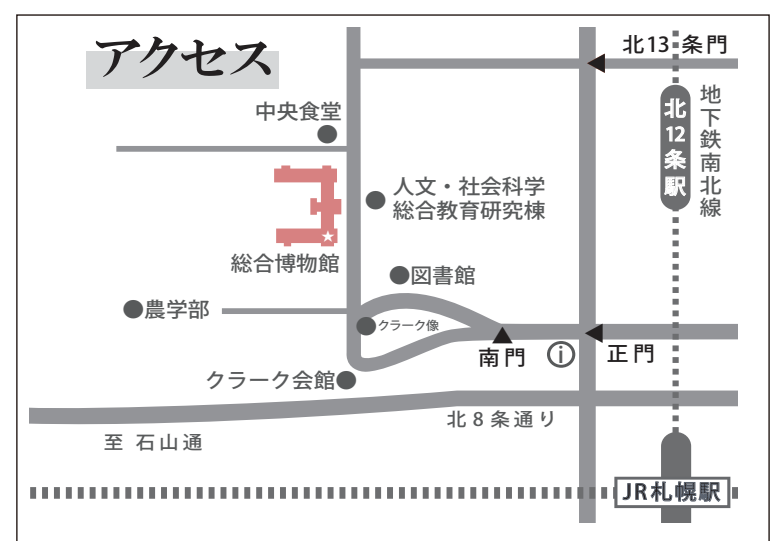 アクセス
北13条門
中央食堂
北12条駅
地下鉄南北線
人文・社会科学
総合教育研究棟
総合博物館
図書館
農学部
クラーク像
南門
i
正門
クラーク会館
北8条通り
至 石山通
JR札幌駅